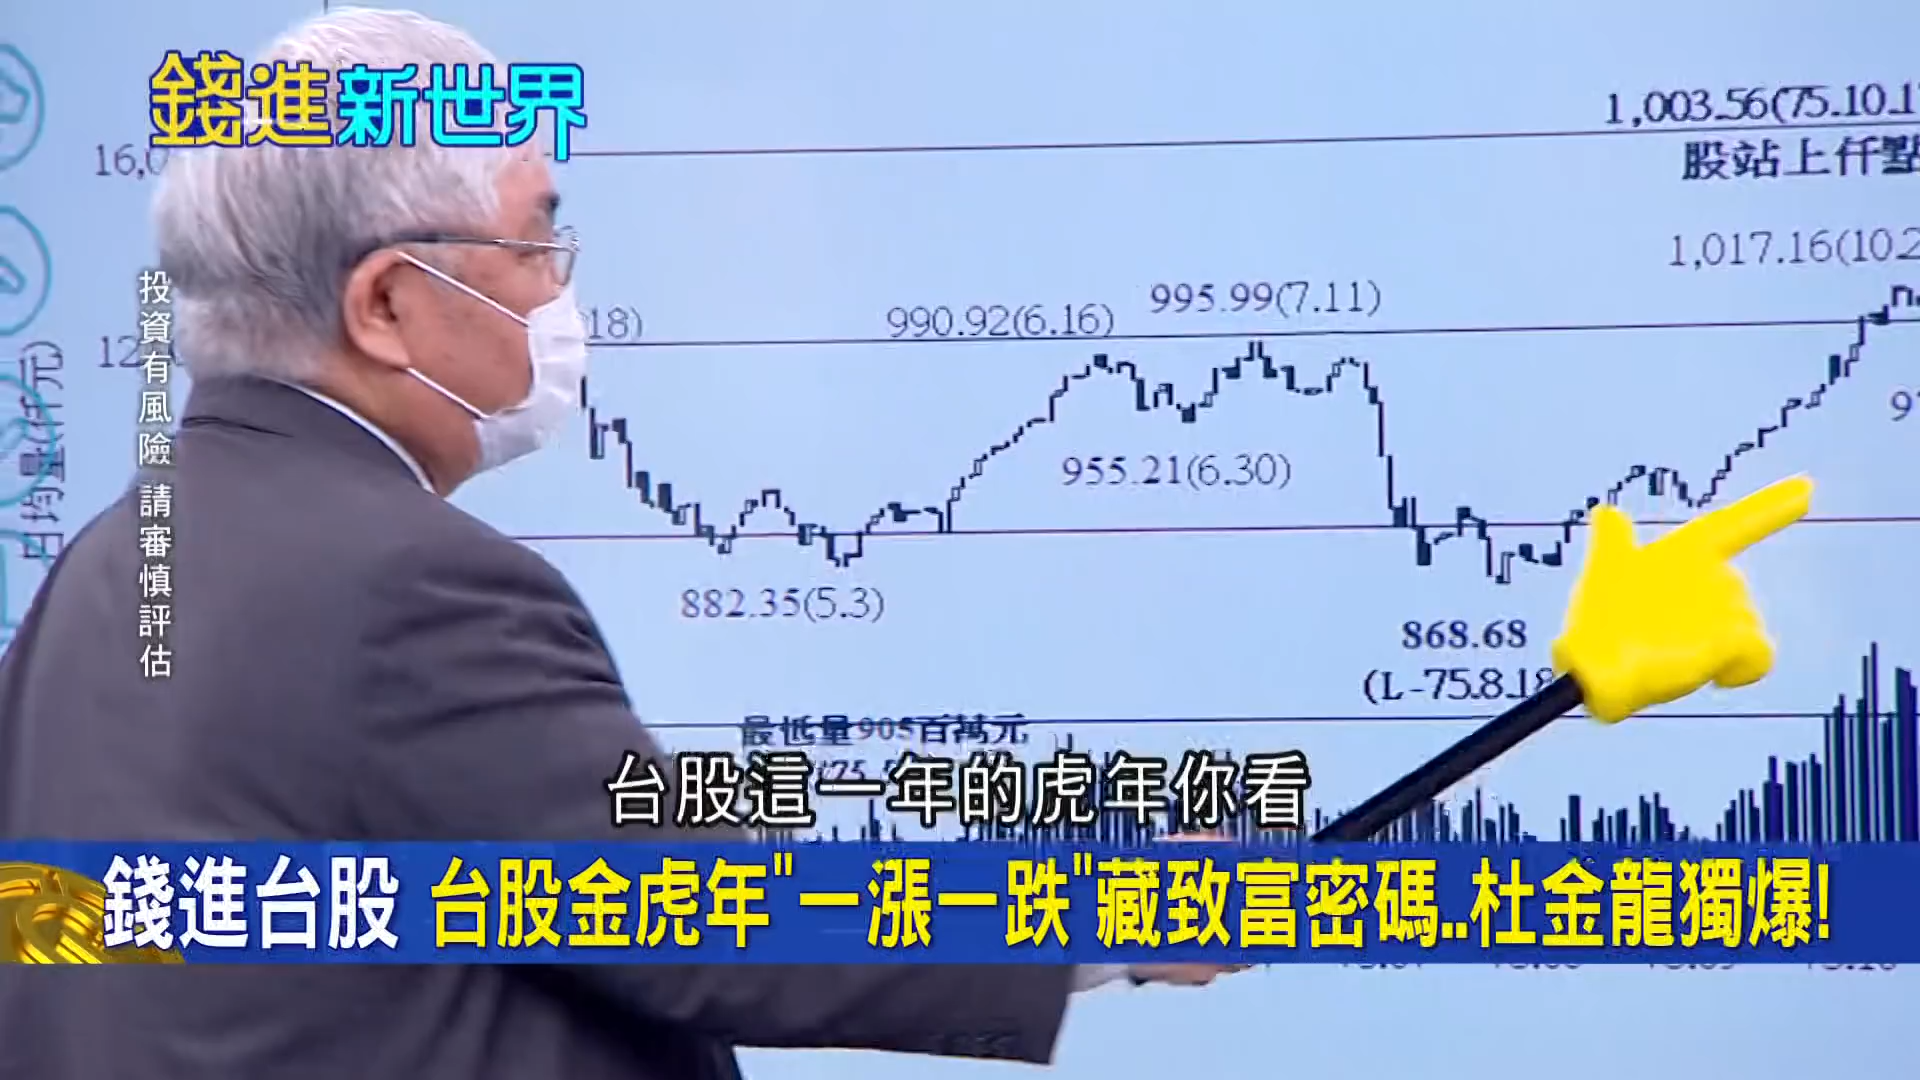 錢進新世界
1,003.56(75.10.1
股站上仟點
1,017.16(10.2
16,0
18)
990.92(6.16)
995.99(7.11)
12
955.21(6.30)
日均量(仟元)
882.35(5.3)
868.68
(L-75.8.18
最低量905百萬元
投資有風險 請審慎評估
台股這一年的虎年你看
錢進台股 台股金虎年"一漲一跌"藏致富密碼..杜金龍獨爆!